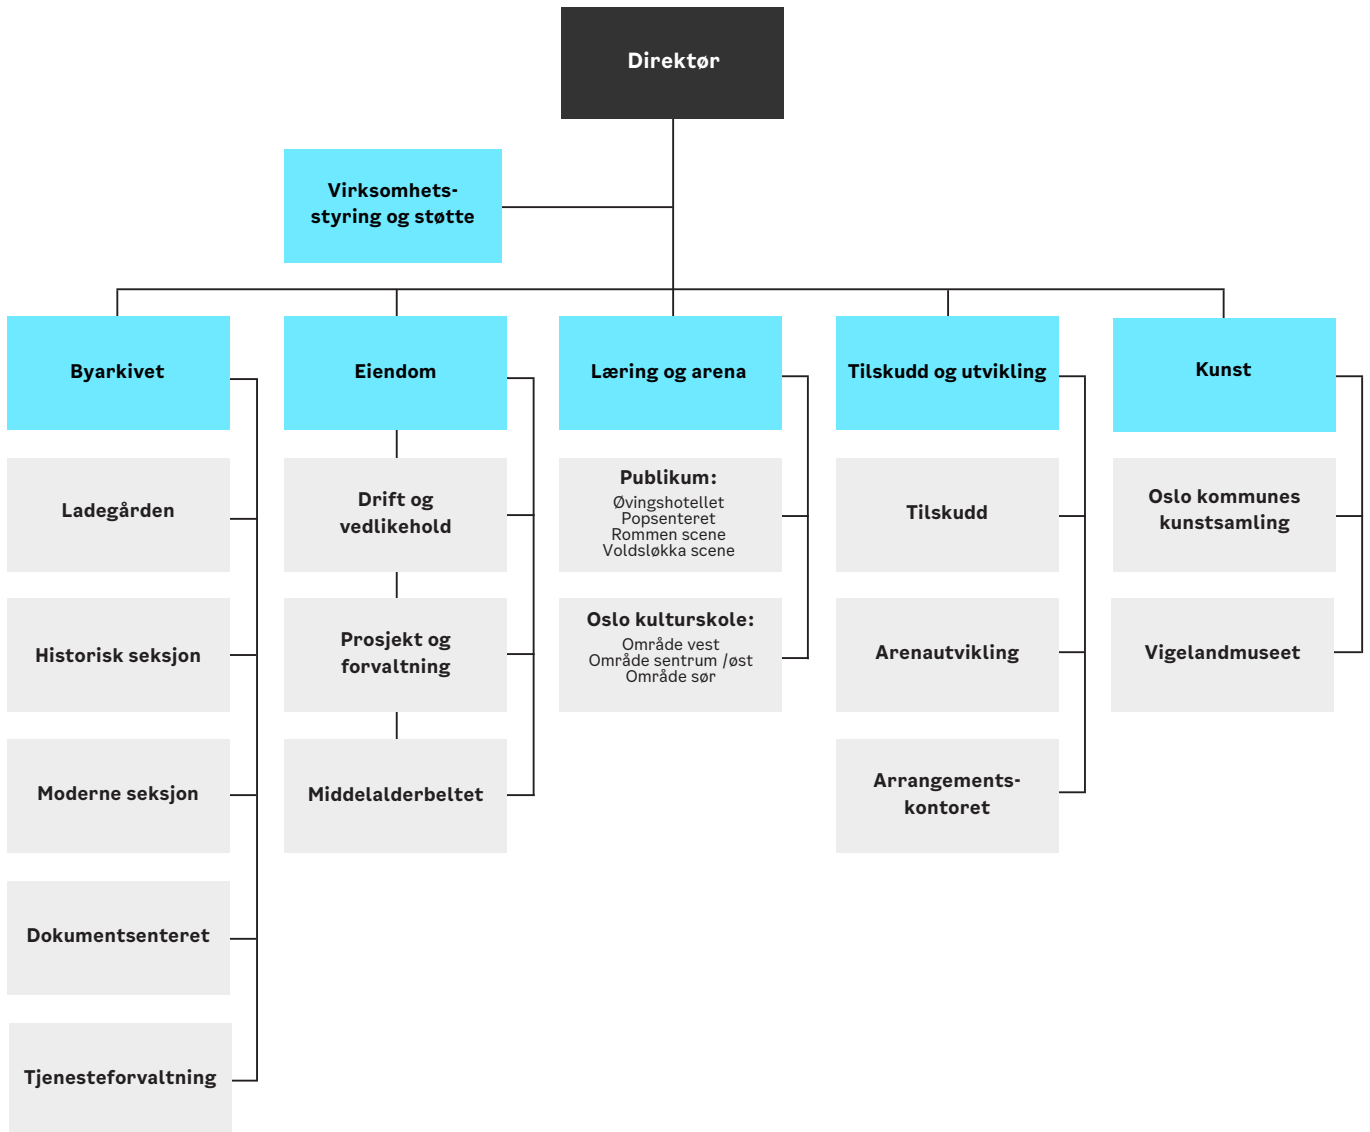 Direktør
Virksomhets-
styring og støtte
Byarkivet
Ladegården
Historisk seksjon
Moderne seksjon
Dokumentsenteret
Tjenesteforvaltning
Eiendom
Drift og
vedlikehold
Prosjekt og
forvaltning
Middelalderbeltet
Læring og arena
Publikum:
Øvingshotellet
Popsenteret
Rommen scene
Voldsløkka scene
Oslo kulturskole:
Område vest
Område sentrum /øst
Område sør
Tilskudd og utvikling
Tilskudd
Arenautvikling
Arrangements-
kontoret
Kunst
Oslo kommunes
kunstsamling
Vigelandmuseet